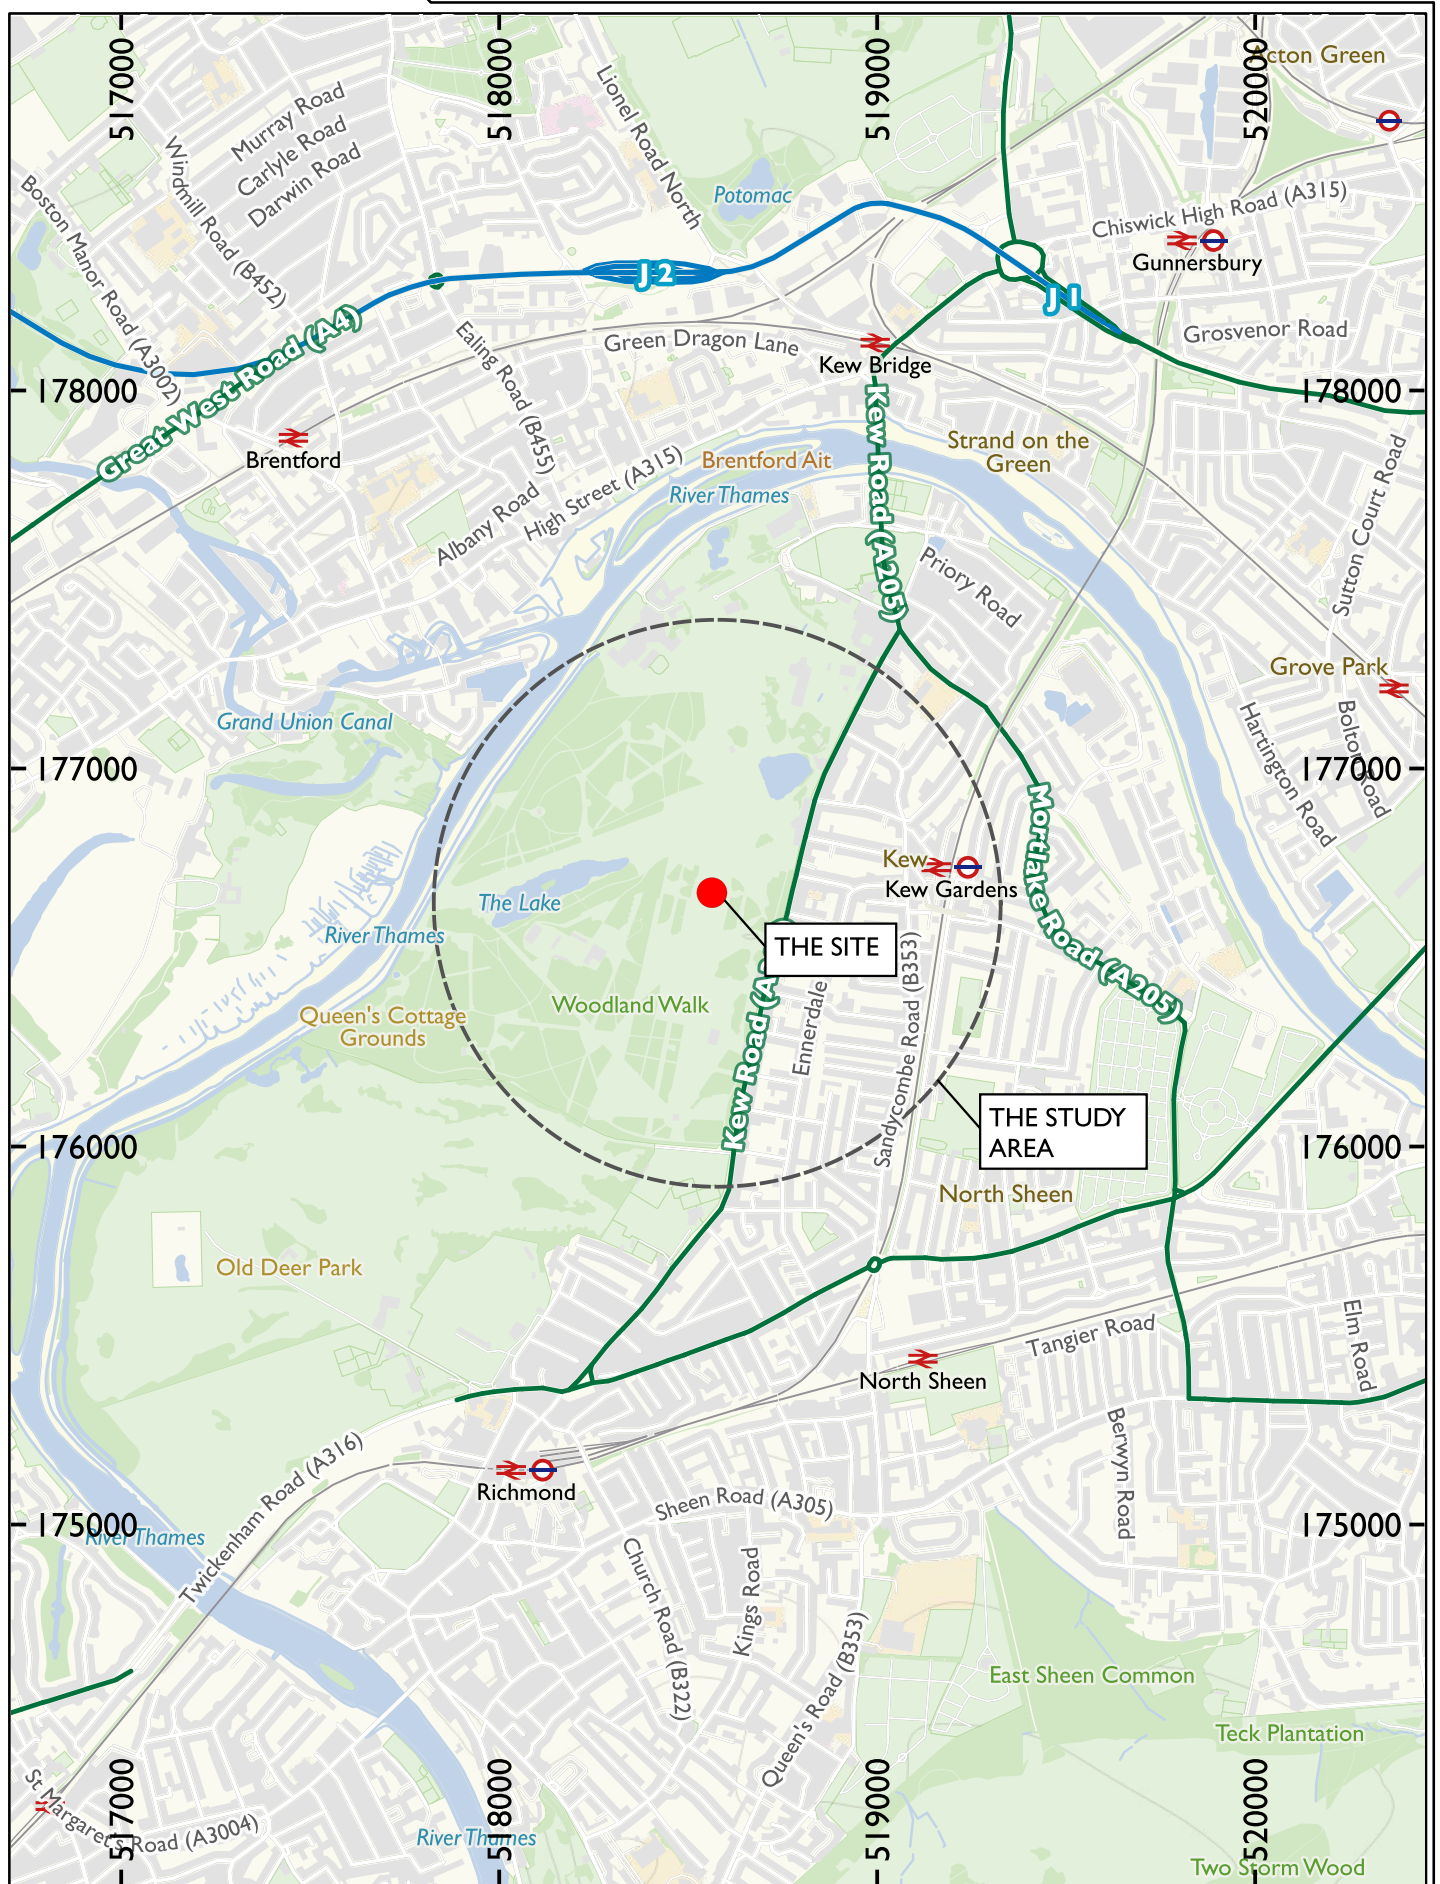 517000
518000
519000
520000
Acton Green
Murray Road
Carlyle Road
Darwin Road
Lionel Road North
Windmill Road (B452)
Boston Manor Road (A3002)
Potomac
Chiswick High Road (A315)
Gunnersbury
J 2
J 1
Great West Road (A4)
Ealing Road (B455)
Green Dragon Lane
Kew Bridge
Grosvenor Road
178000
178000
Brentford
Kew Road (A205)
Strand on the
Green
Brentford Ait
River Thames
High Street (A315)
Albany Road
Sutton Court Road
Priory Road
Grove Park
Grand Union Canal
Hartington Road
Bolton Road
177000
177000
Mortlake Road (A205)
Kew
Kew Gardens
The Lake
River Thames
THE SITE
Sandycombe Road (B353)
Ennerdale
Woodland Walk
Queen's Cottage
Grounds
Kew Road (A
THE STUDY
AREA
176000
176000
North Sheen
Old Deer Park
Tangier Road
Elm Road
North Sheen
Berwyn Road
Twickenham Road (A316)
Richmond
Sheen Road (A305)
175000
175000
River Thames
Church Road (B322)
Kings Road
Queen's Road (B353)
East Sheen Common
Teck Plantation
St Margaret's Road (A3004)
River Thames
Two Storm Wood
517000
518000
519000
520000